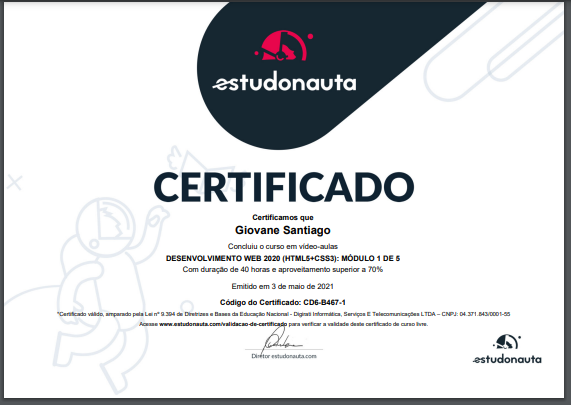 estudonauta
CERTIFICADO
Certificamos que
Giovane Santiago
Concluiu o curso em vídeo-aulas
DESENVOLVIMENTO WEB 2020 (HTML5+CSS3): MÓDULO 1 DE 5
Com duração de 40 horas e aproveitamento superior a 70%
Emitido em 3 de maio de 2021
Código do Certificado: CD6-B467-1
*Certificado válido, amparado pela Lei nº 9.394 de Diretrizes e Bases da Educação Nacional - Digirati Informática, Serviços E Telecomunicações LTDA – CNPJ: 04.371.843/0001-55
Acesse www.estudonauta.com/validacao-de-certificado para verificar a validade deste certificado de curso livre.
Diretor estudonauta.com
estudonauta